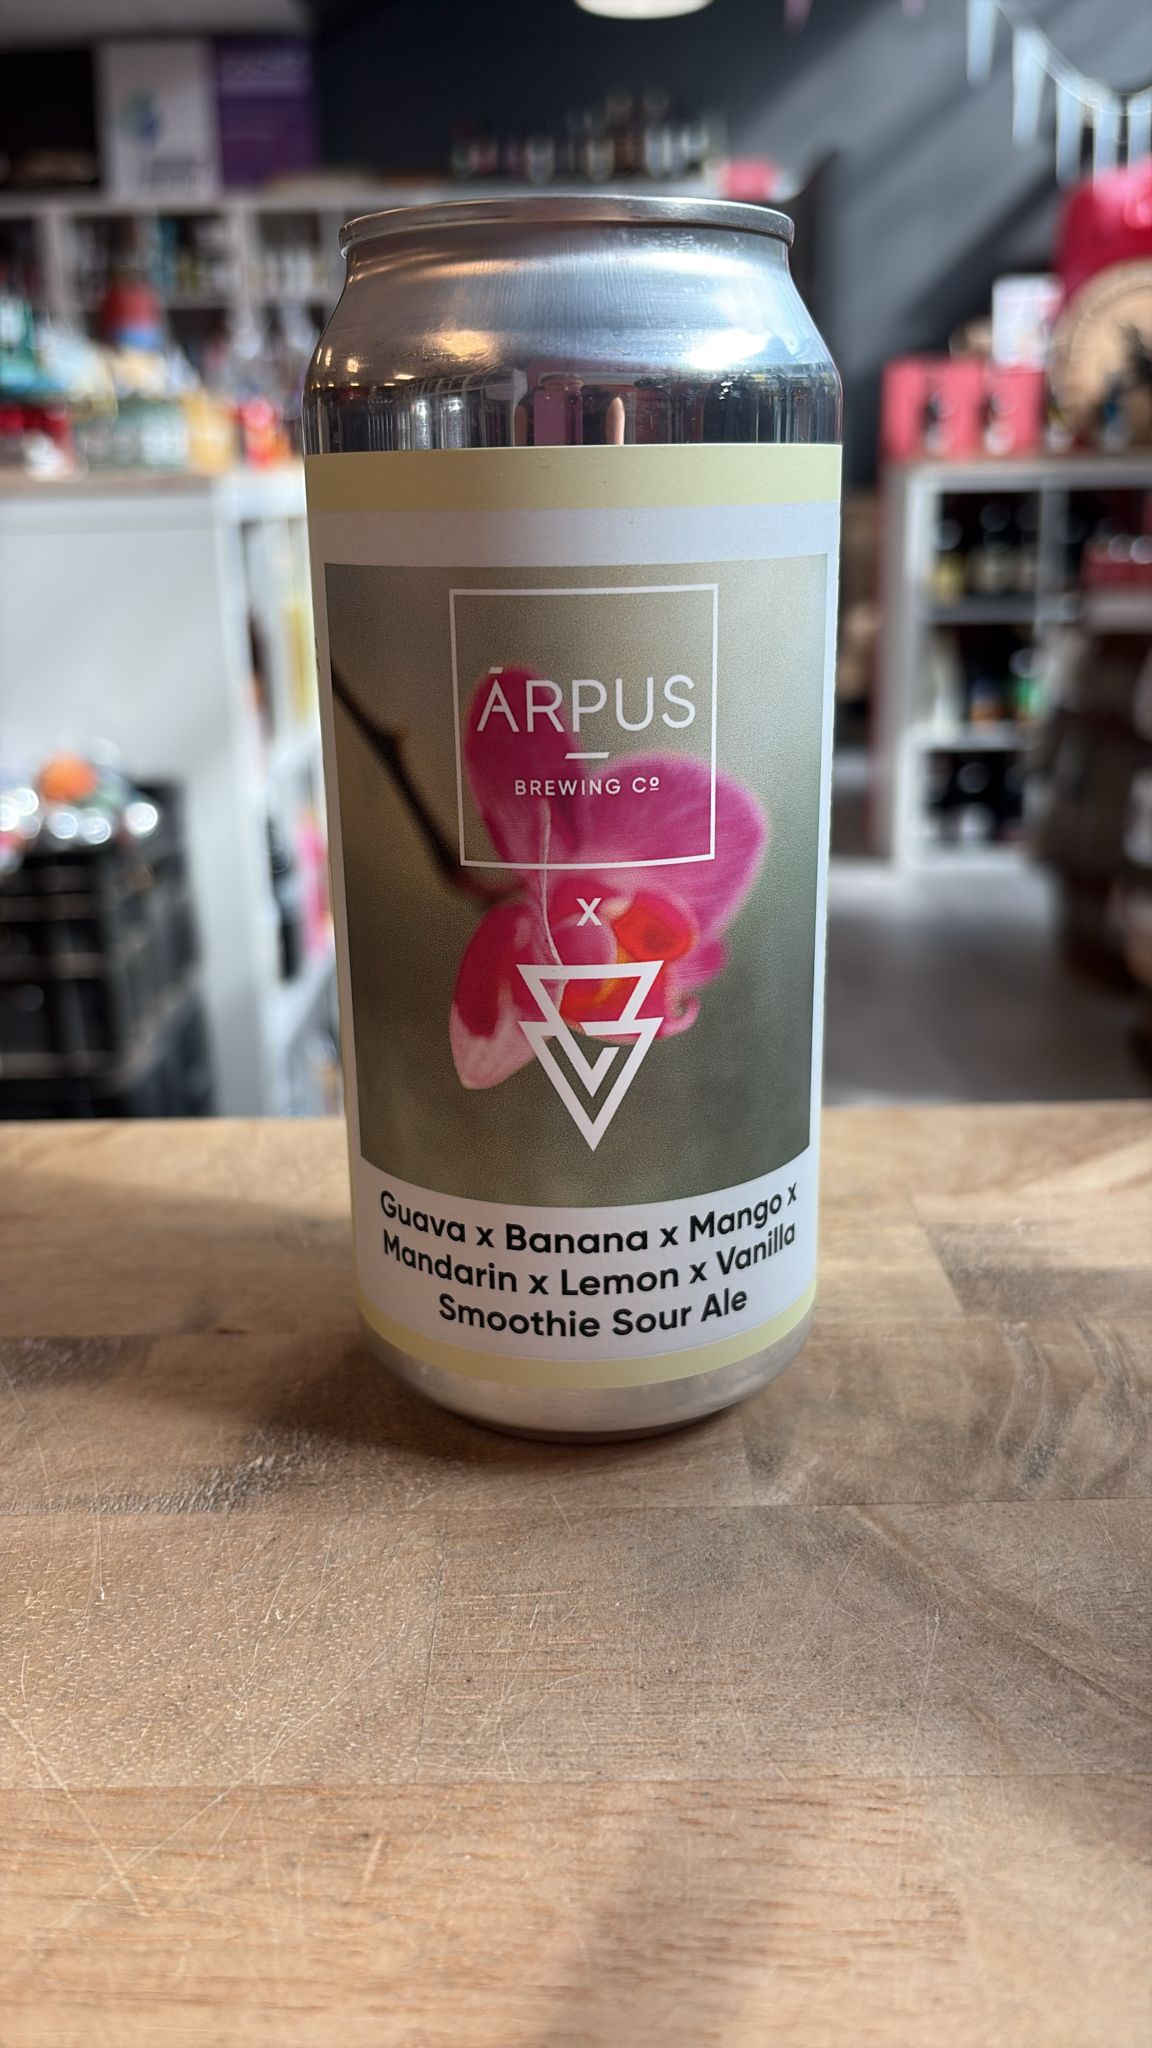 ĀRPUS
BREWING Cº
x
Guava x Banana x Mango x
Mandarin x Lemon x Vanilla
Smoothie Sour Ale